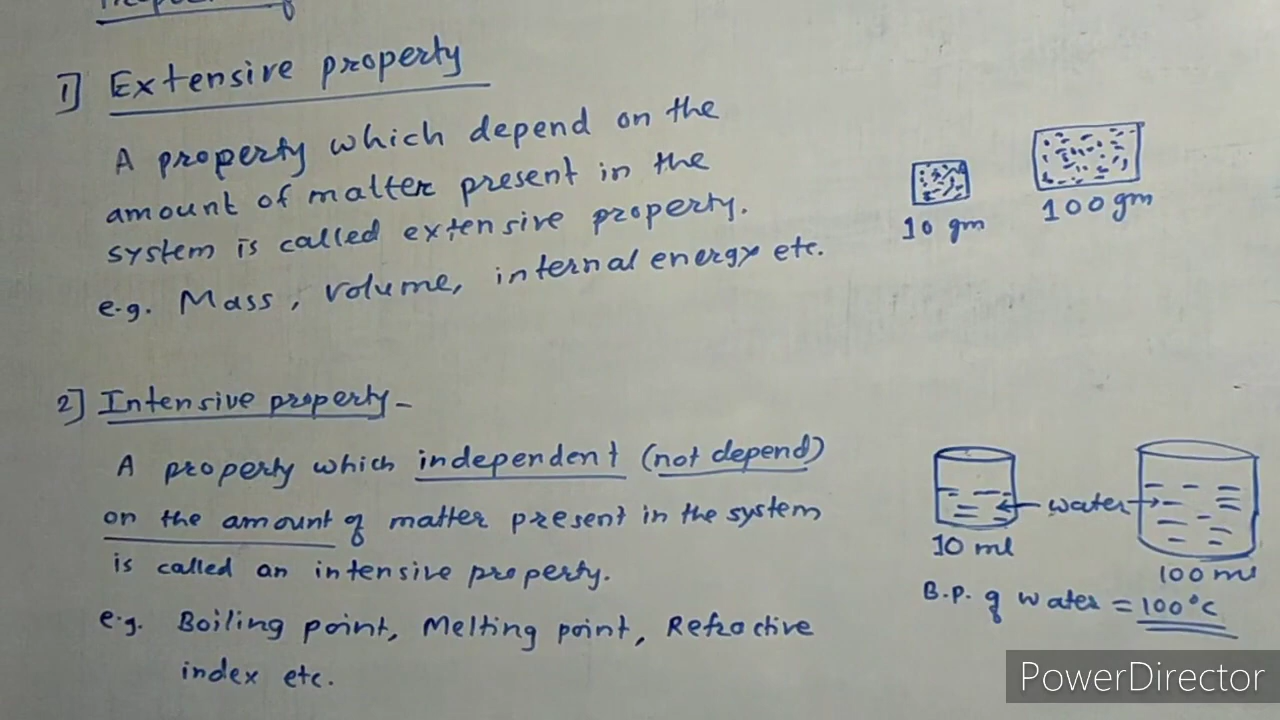 1] Extensive property
A property which depend on the
amount of matter present in the
system is called extensive property.
e.g. Mass, volume, internal energy etc.
10 gm
100 gm
2] Intensive property -
A property which independent (not depend)
on the amount of matter present in the system
is called an intensive property.
e.g. Boiling point, Melting point, Refractive
index etc.
water
10 ml
100 ml
B.P. of water = 100°C
PowerDirector